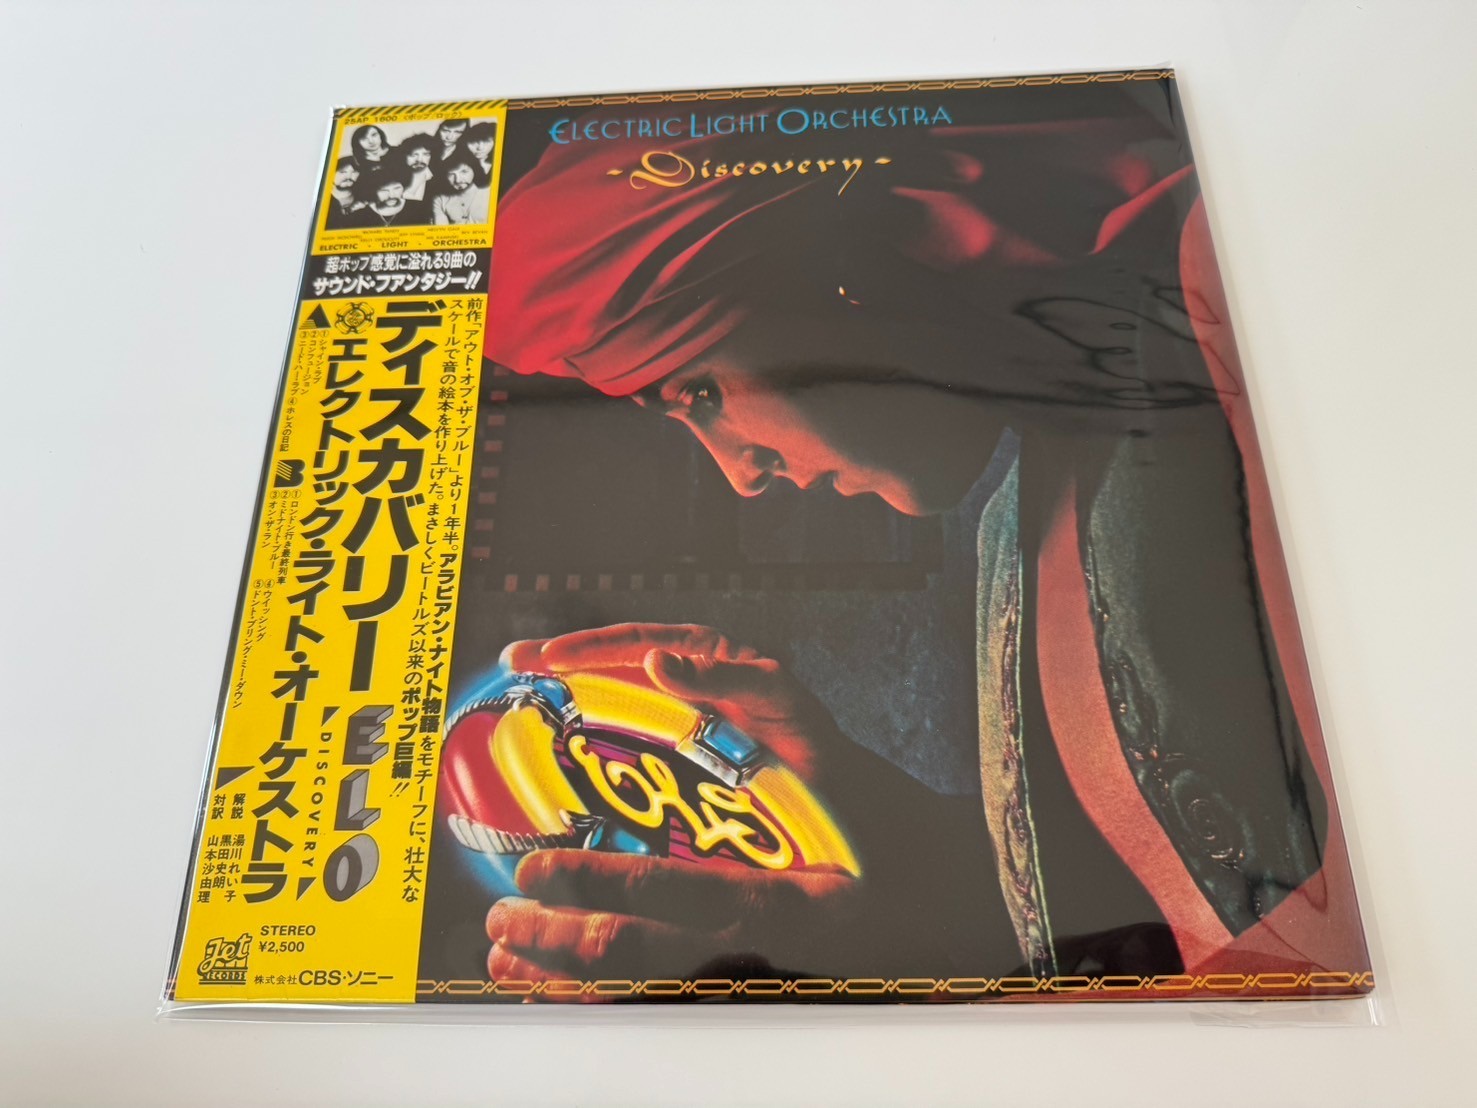 25AP 1600 (ポップ/ロック)
ELECTRIC・LIGHT・ORCHESTRA
超ポップ感覚に溢れる9曲の
サウンド・ファンタジー!!
前作「アウト・オブ・ザ・ブルー」より1年半。アラビアン・ナイト物語をモチーフに、壮大な
スケールで音の絵本を作り上げた。まさしくビートルズ以来のポップ巨編!!
ディスカバリー
ELO
エレクトリック・ライト・オーケストラ
DISCOVERY
A
①シャイン・ラブ
②コンフュージョン
③ニード・ハー・ラブ
④ホレスの日記
B
①ロンドン行き最終列車
②ミドナイト・ブルー
③オン・ザ・ラン
④ウイッシング
⑤ドント・ブリング・ミー・ダウン
解説 湯川れい子
黒田史朗
対訳 山本沙由理
STEREO
¥2,500
Jet
RECORDS
株式会社CBS・ソニー
ELECTRIC LIGHT ORCHESTRA
-Discovery-
ELO